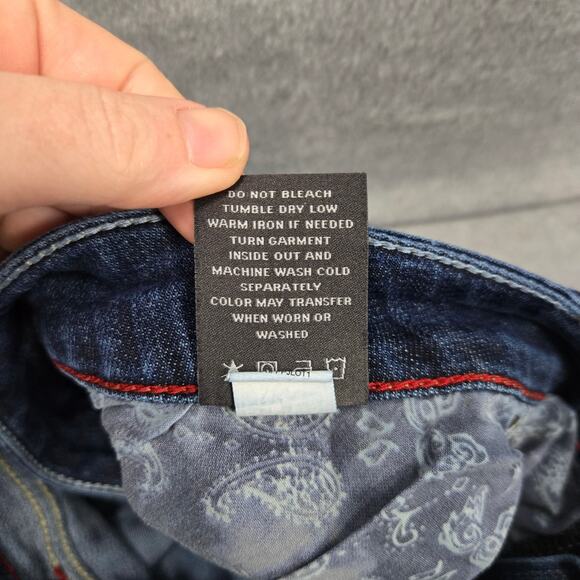 DO NOT BLEACH
TUMBLE DRY LOW
WARM IRON IF NEEDED
TURN GARMENT
INSIDE OUT AND
MACHINE WASH COLD
SEPARATELY
COLOR MAY TRANSFER
WHEN WORN OR
WASHED